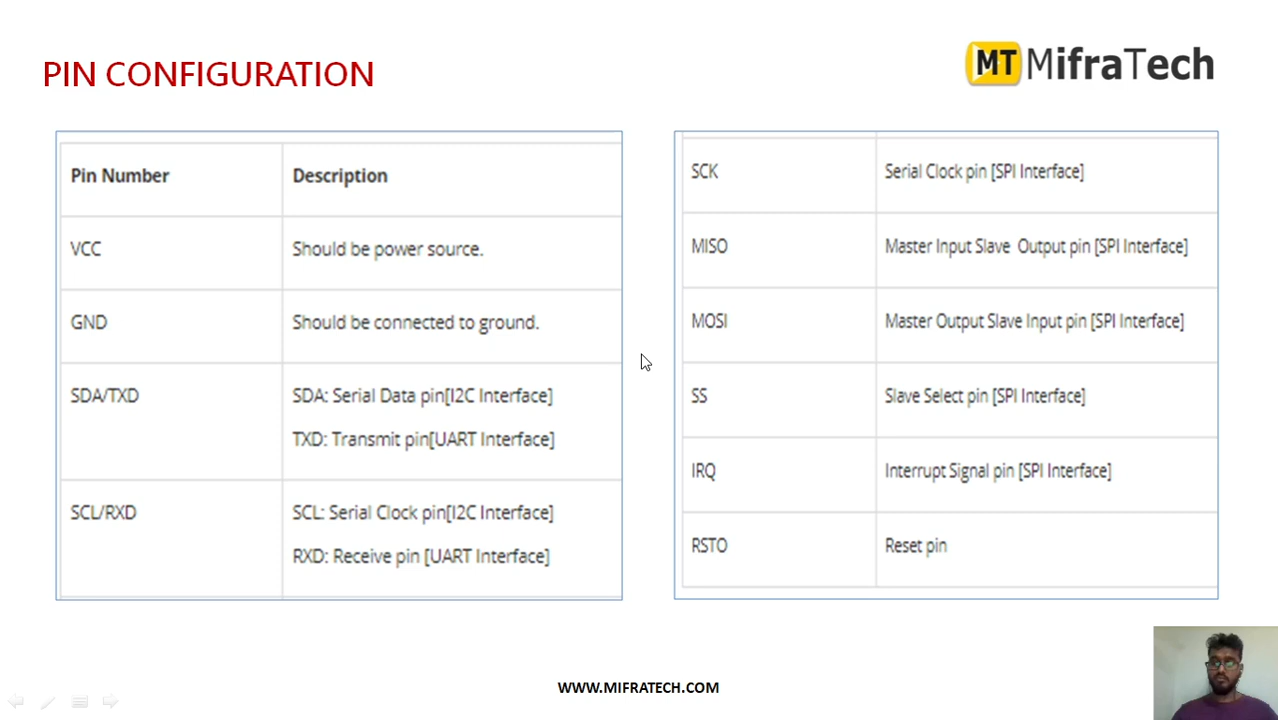 PIN CONFIGURATION
MT MifraTech
Pin Number Description
VCC Should be power source.
GND Should be connected to ground.
SDA/TXD SDA: Serial Data pin[I2C Interface]
TXD: Transmit pin[UART Interface]
SCL/RXD SCL: Serial Clock pin[I2C Interface]
RXD: Receive pin [UART Interface]
SCK Serial Clock pin [SPI Interface]
MISO Master Input Slave Output pin [SPI Interface]
MOSI Master Output Slave Input pin [SPI Interface]
SS Slave Select pin [SPI Interface]
IRQ Interrupt Signal pin [SPI Interface]
RSTO Reset pin
WWW.MIFRATECH.COM